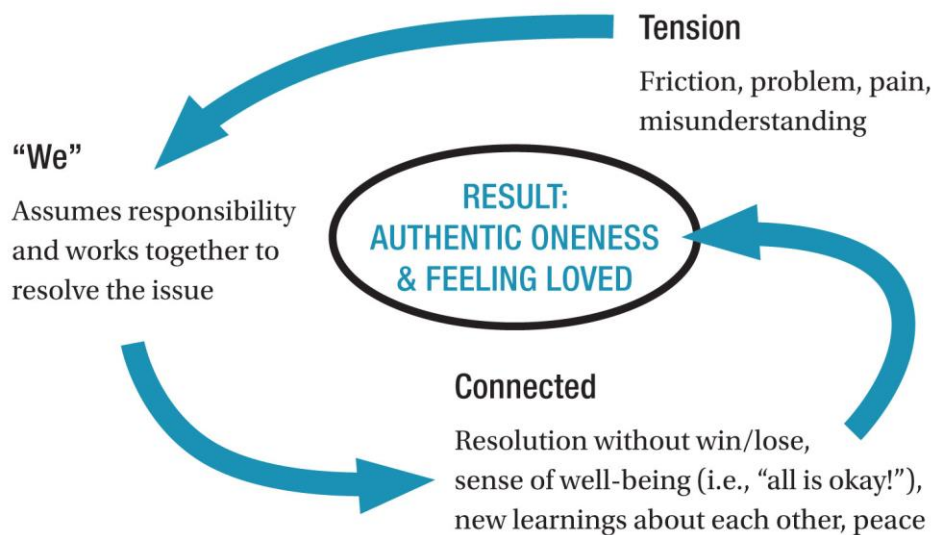 Tension
Friction, problem, pain,
misunderstanding
“We”
Assumes responsibility
and works together to
resolve the issue
RESULT:
AUTHENTIC ONENESS
& FEELING LOVED
Connected
Resolution without win/lose,
sense of well-being (i.e., “all is okay!”),
new learnings about each other, peace